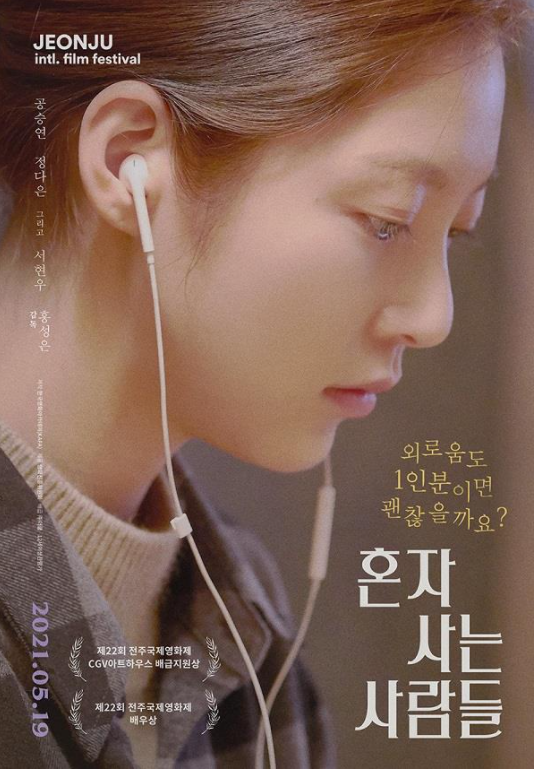 JEONJU
intl. film festival
공승연 정다은 그리고 서현우
감독 홍성은
외로움도
1인분이면
괜찮을까요?
혼자
사는
사람들
2021.05.19
제22회 전주국제영화제
CGV아트하우스 배급지원상
제22회 전주국제영화제
배우상